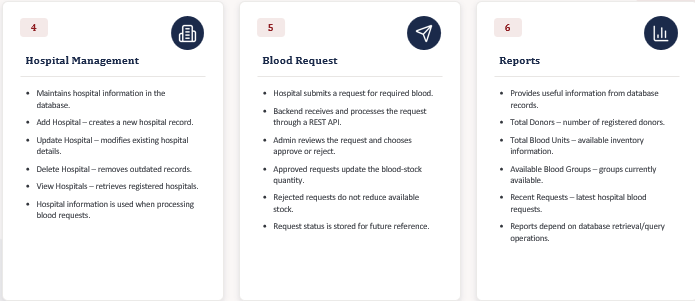 4
Hospital Management
• Maintains hospital information in the
database.
• Add Hospital – creates a new hospital record.
• Update Hospital – modifies existing hospital
details.
• Delete Hospital – removes outdated records.
• View Hospitals – retrieves registered hospitals.
• Hospital information is used when processing
blood requests.
5
Blood Request
• Hospital submits a request for required blood.
• Backend receives and processes the request
through a REST API.
• Admin reviews the request and chooses
approve or reject.
• Approved requests update the blood-stock
quantity.
• Rejected requests do not reduce available
stock.
• Request status is stored for future reference.
6
Reports
• Provides useful information from database
records.
• Total Donors – number of registered donors.
• Total Blood Units – available inventory
information.
• Available Blood Groups – groups currently
available.
• Recent Requests – latest hospital blood
requests.
• Reports depend on database retrieval/query
operations.